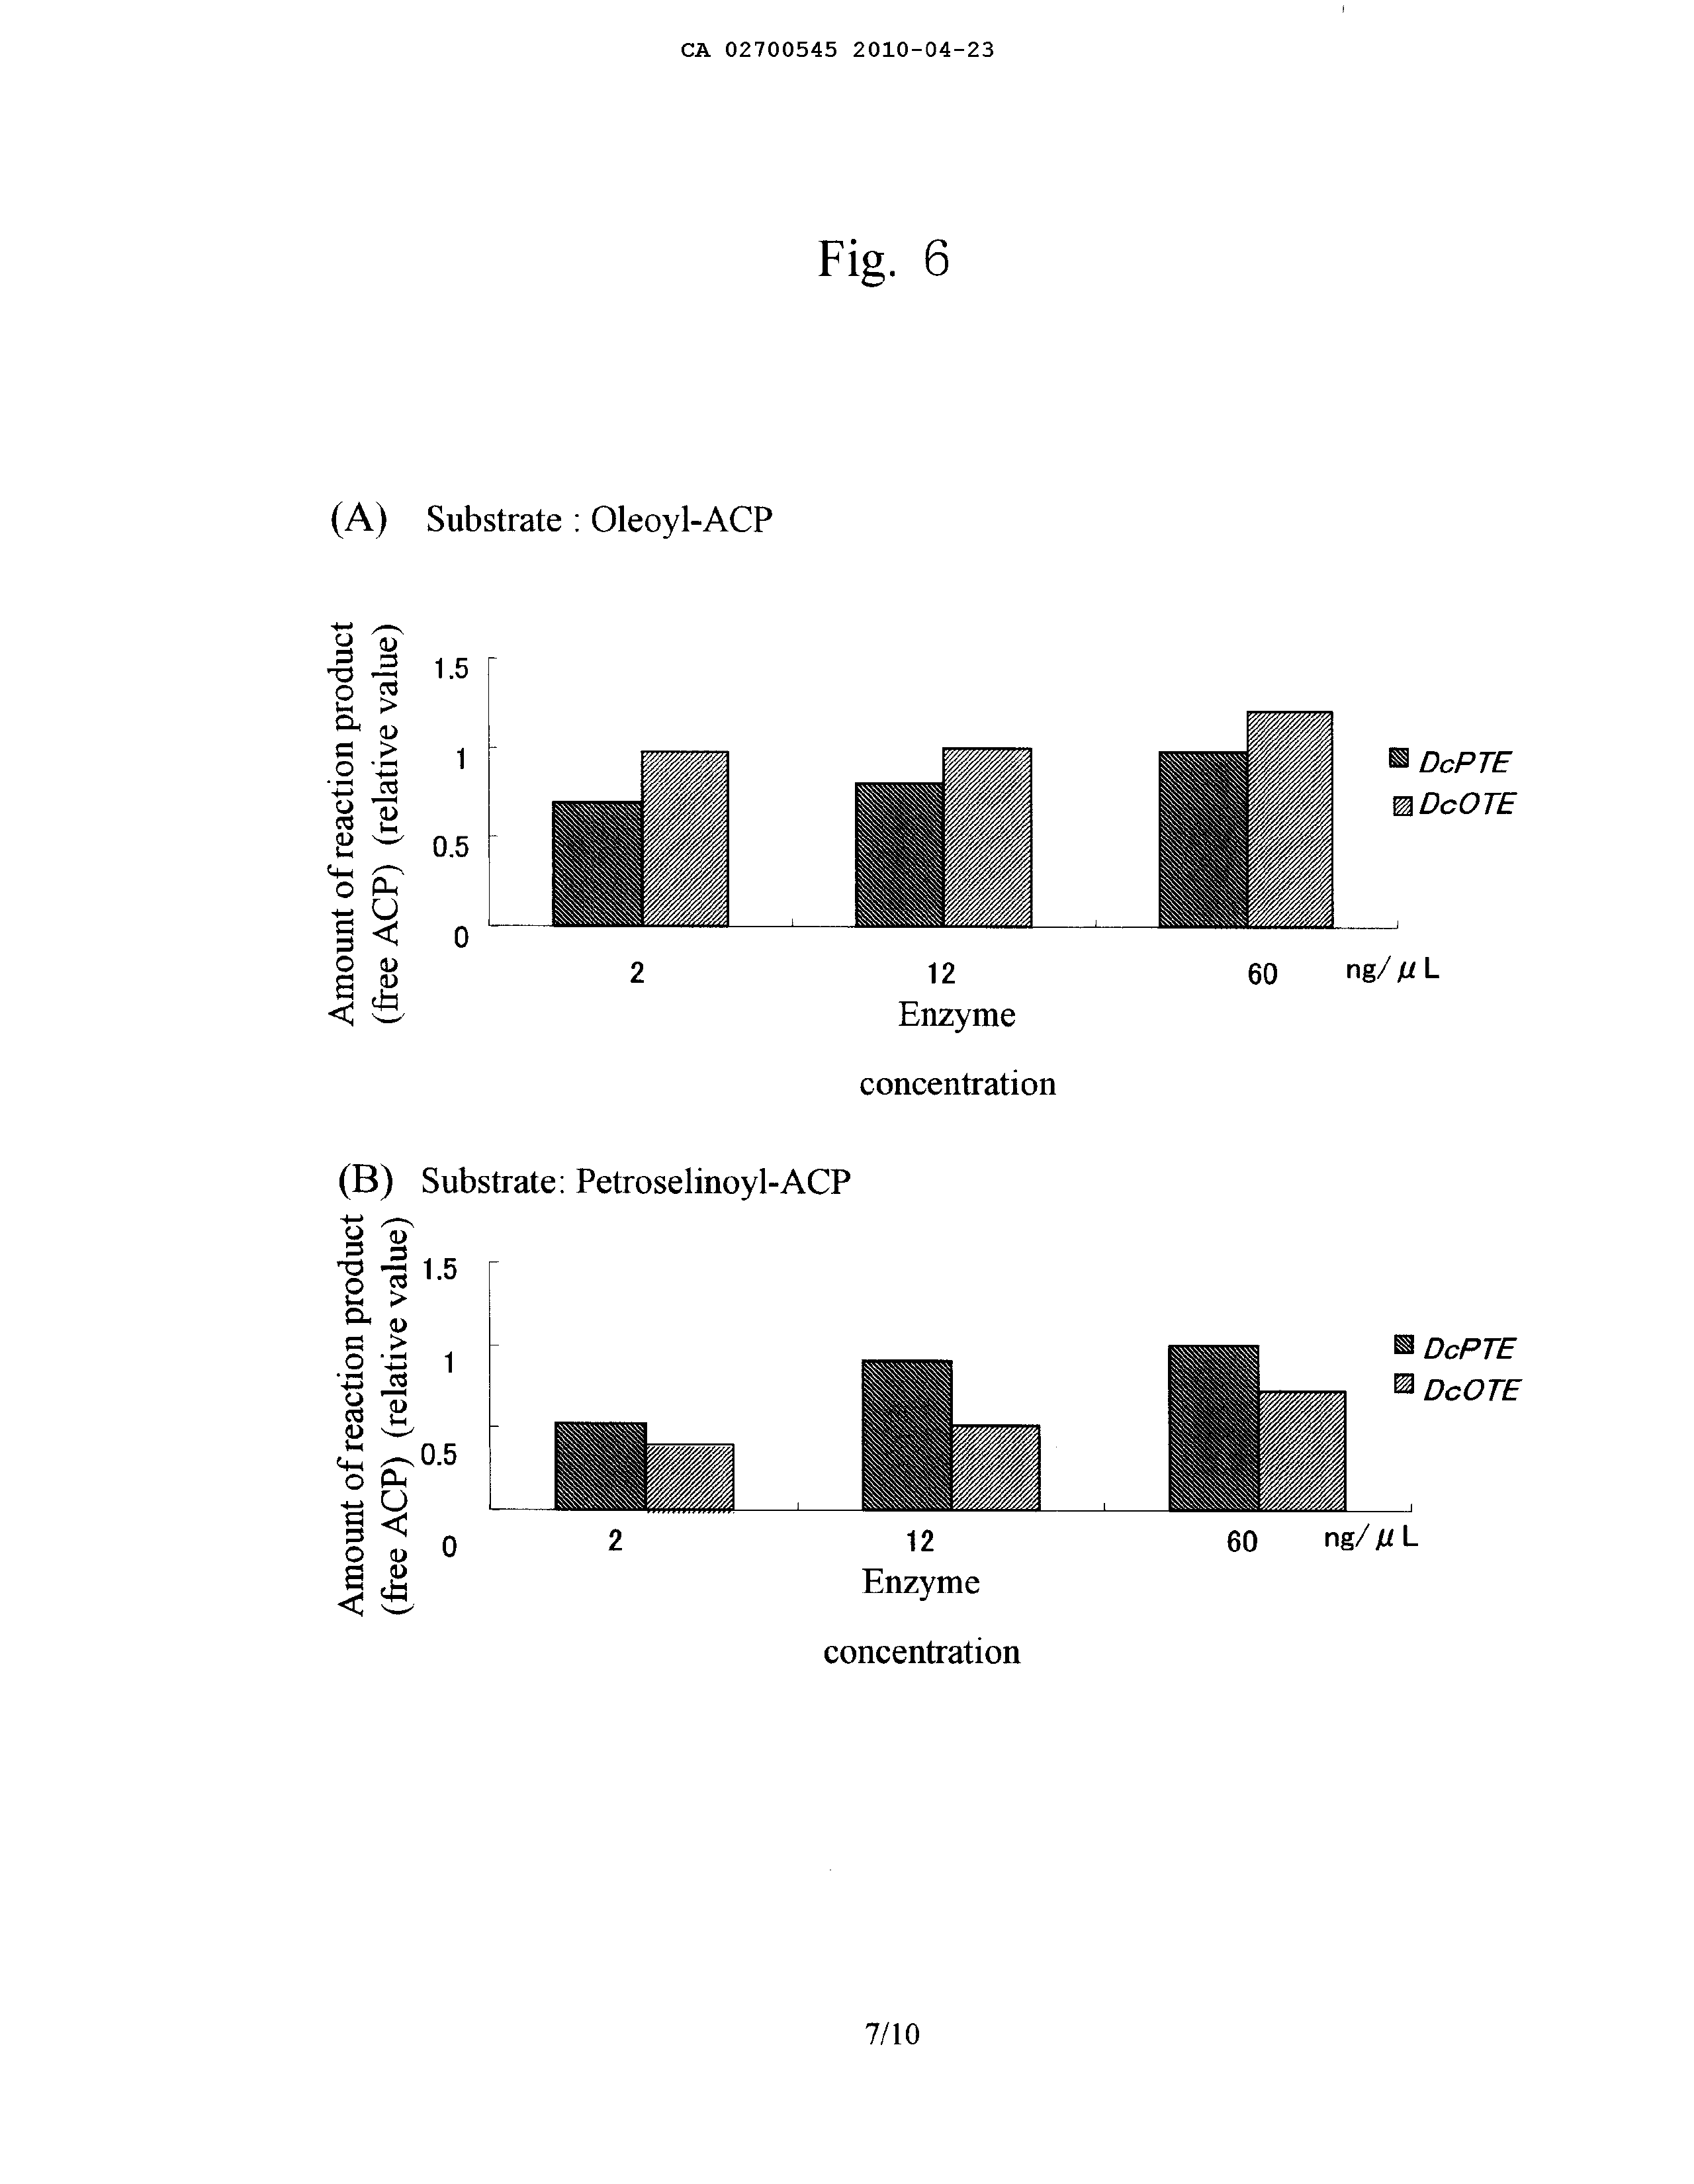 CA 02700545 2010-04-23
Fig. 6
(A) Substrate : Oleoyl-ACP
Amount of reaction product
(free ACP) (relative value)
1.5
1
0.5
0
DcPTE
DcOTE
2 12 60 ng/μL
Enzyme
concentration
(B) Substrate: Petroselinoyl-ACP
Amount of reaction product
(free ACP) (relative value)
1.5
1
0.5
0
DcPTE
DcOTE
2 12 60 ng/μL
Enzyme
concentration
7/10